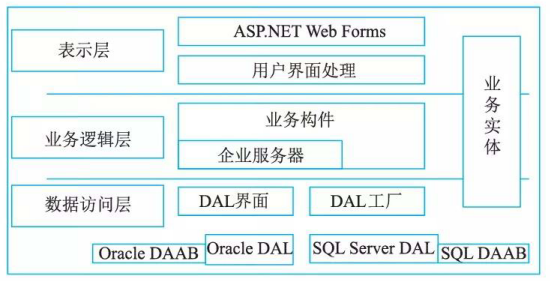 表示层
ASP.NET Web Forms
用户界面处理
业务逻辑层
业务构件
企业服务器
数据访问层
DAL界面
DAL工厂
Oracle DAAB
Oracle DAL
SQL Server DAL
SQL DAAB
业
务
实
体